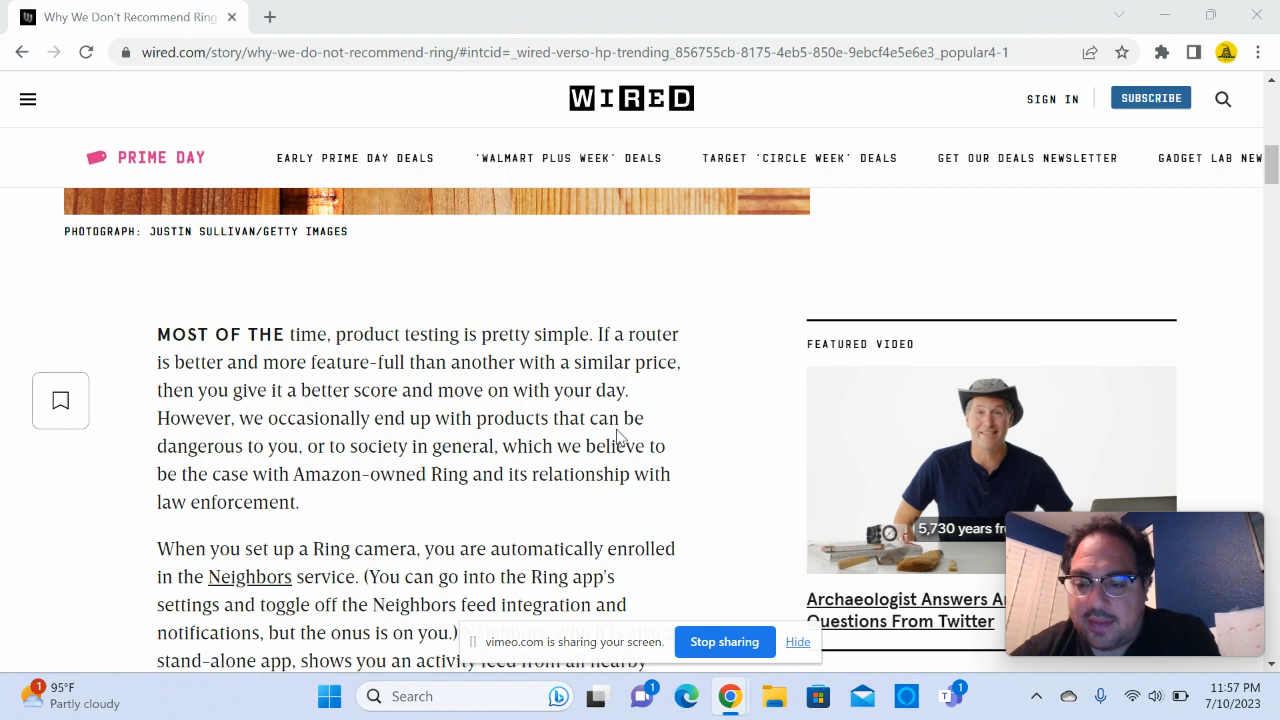 Why We Don't Recommend Ring
wired.com/story/why-we-do-not-recommend-ring/#intcid=_wired-verso-hp-trending_856755cb-8175-4eb5-850e-9ebcf4e5e6e3_popular4-1
WIRED
SIGN IN
SUBSCRIBE
PRIME DAY
EARLY PRIME DAY DEALS
'WALMART PLUS WEEK' DEALS
TARGET 'CIRCLE WEEK' DEALS
GET OUR DEALS NEWSLETTER
GADGET LAB NEW
PHOTOGRAPH: JUSTIN SULLIVAN/GETTY IMAGES
MOST OF THE time, product testing is pretty simple. If a router
is better and more feature-full than another with a similar price,
then you give it a better score and move on with your day.
However, we occasionally end up with products that can be
dangerous to you, or to society in general, which we believe to
be the case with Amazon-owned Ring and its relationship with
law enforcement.
When you set up a Ring camera, you are automatically enrolled
in the Neighbors service. (You can go into the Ring app's
settings and toggle off the Neighbors feed integration and
notifications, but the onus is on you.)
stand-alone app, shows you an activity feed from all nearby
FEATURED VIDEO
5,730 years fr
Archaeologist Answers Ar
Questions From Twitter
vimeo.com is sharing your screen.
Stop sharing
Hide
1
95°F
Partly cloudy
Search
1
1
11:57 PM
7/10/2023